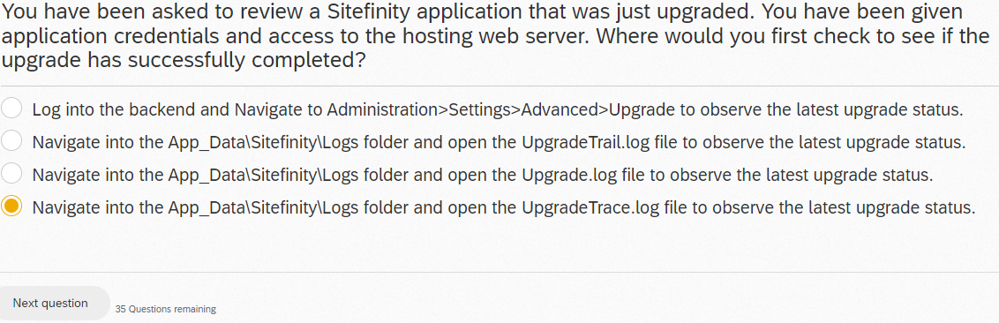 You have been asked to review a Sitefinity application that was just upgraded. You have been given
application credentials and access to the hosting web server. Where would you first check to see if the
upgrade has successfully completed?
Log into the backend and Navigate to Administration>Settings>Advanced>Upgrade to observe the latest upgrade status.
Navigate into the App_Data\Sitefinity\Logs folder and open the UpgradeTrail.log file to observe the latest upgrade status.
Navigate into the App_Data\Sitefinity\Logs folder and open the Upgrade.log file to observe the latest upgrade status.
Navigate into the App_Data\Sitefinity\Logs folder and open the UpgradeTrace.log file to observe the latest upgrade status.
Next question
35 Questions remaining